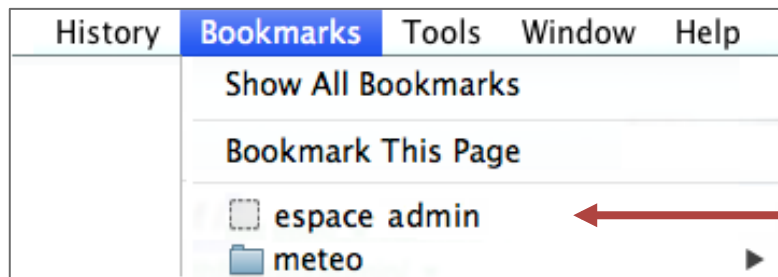 History Bookmarks Tools Window Help
Show All Bookmarks
Bookmark This Page
espace admin
meteo